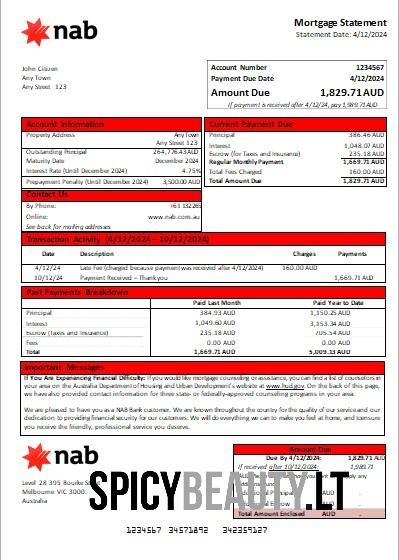 nab
Mortgage Statement
Statement Date: 4/12/2024
John Citizen
Any Town
Any Street 123
Account Number 1234567
Payment Due Date 4/12/2024
Amount Due 1,829.71 AUD
If payment is received after 4/12/24, pay 1,989.71 AUD
Account Information
Property Address Any Town
Any Street 123
Outstanding Principal 264,776.43 AUD
Maturity Date December 2024
Interest Rate (Until December 2024) 4.75%
Prepayment Penalty (Until December 2024) 3,500.00 AUD
Contact Us
By Phone: +61 132265
Online: www.nab.com.au
See back for mailing addresses
Current Payment Due
Principal 386.46 AUD
Interest 1,048.07 AUD
Escrow (for Taxes and Insurance) 235.18 AUD
Regular Monthly Payment 1,669.71 AUD
Total Fees Charged 160.00 AUD
Total Amount Due 1,829.71 AUD
Transaction Activity (4/12/2024 – 10/12/2024)
Date Description Charges Payments
4/12/24 Late Fee (charged because payment was received after 4/12/2024) 160.00 AUD
10/12/24 Payment Received – Thank you 1,669.71 AUD
Past Payments Breakdown
Paid Last Month Paid Year to Date
Principal 384.93 AUD 1,150.25 AUD
Interest 1,049.60 AUD 3,153.34 AUD
Escrow (Taxes and Insurance) 235.18 AUD 705.54 AUD
Fees 0.00 AUD 0.00 AUD
Total 1,669.71 AUD 5,009.13 AUD
Important Messages
If You Are Experiencing Financial Difficulty: If you would like mortgage counseling or assistance, you can find a list of counselors in
your area on the Australia Department of Housing and Urban Development's website at www.hud.gov. On the back of this page,
we have also provided contact information for three state- or federally-approved counseling programs in your area.
We pleased to have you as a NAB Bank customer. We are known throughout the country for the quality of our service and our
dedication to providing financial security for our customers. We will do everything we can to make you feel at home, and toensure
you receive the friendly, professional service you deserve.
nab
Level 28 395 Bourke
Melbourne VIC 3000,
Australia
Amount Due
Due By 4/12/2024: 1,829.71 AUD
If received after 10/12/2024: 1,989.71
Total Amount Enclosed AUD .
SPICYBEAUTY.LT
1234567 34571892 342359127